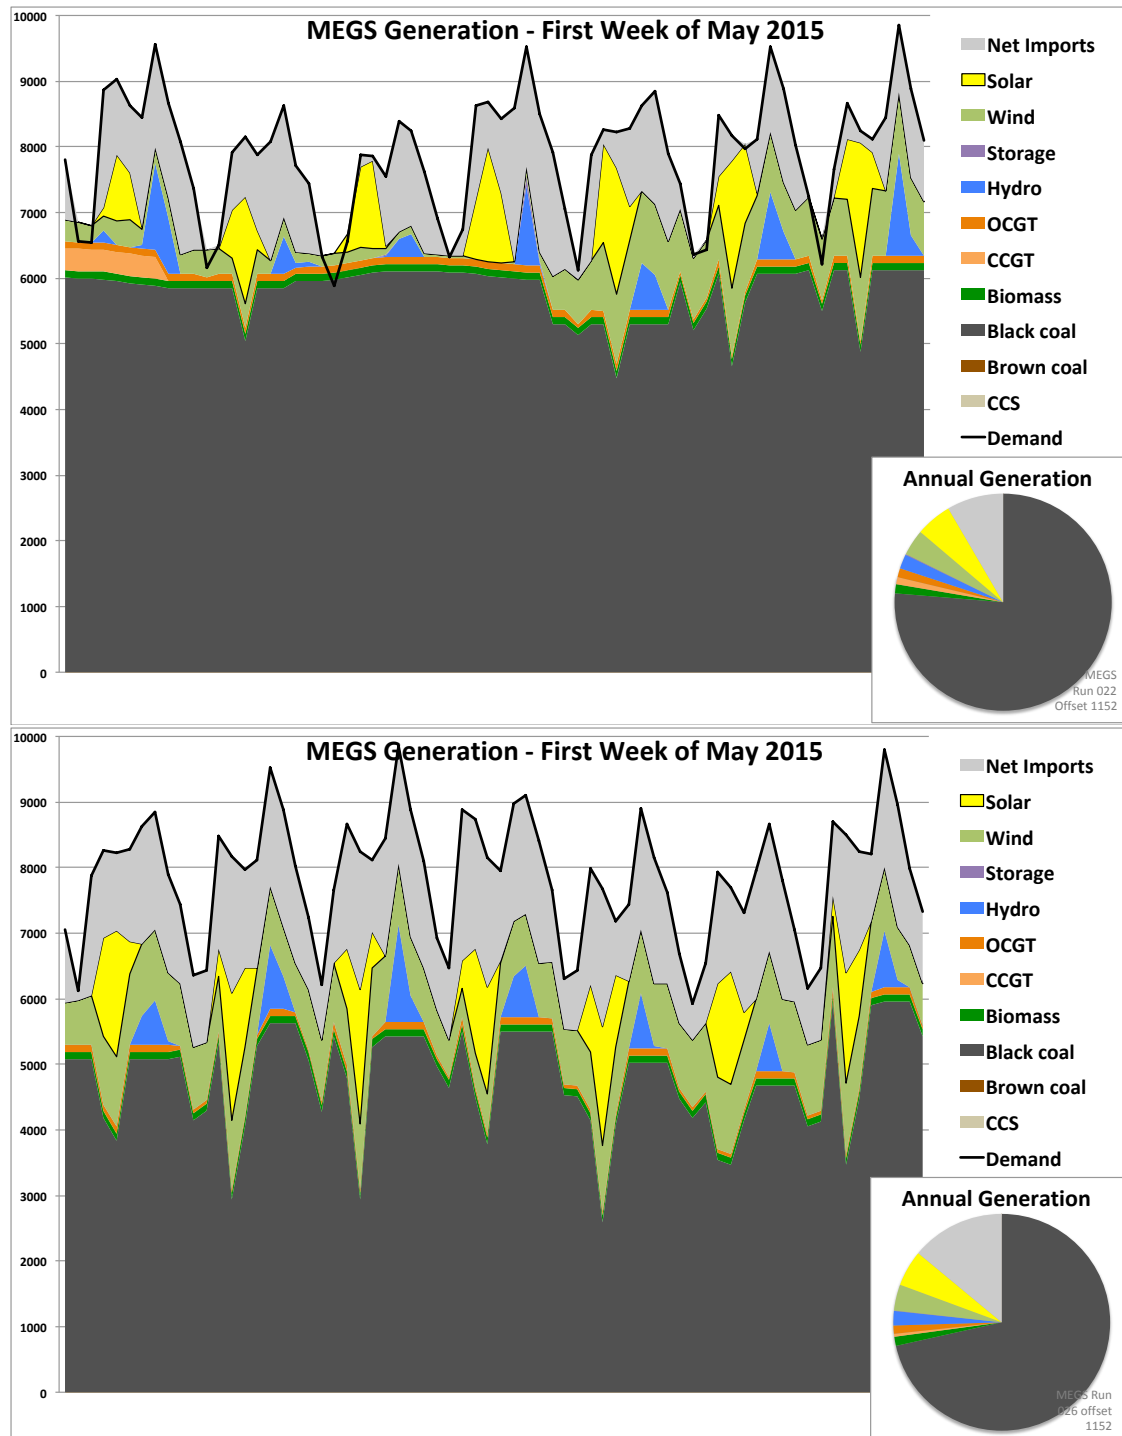 MEGS Generation - First Week of May 2015
10000
9000
8000
7000
6000
5000
4000
3000
2000
1000
0
Net Imports
Solar
Wind
Storage
Hydro
OCGT
CCGT
Biomass
Black coal
Brown coal
CCS
Demand
Annual Generation
MEGS
Run 022
Offset 1152
MEGS Generation - First Week of May 2015
10000
9000
8000
7000
6000
5000
4000
3000
2000
1000
0
Net Imports
Solar
Wind
Storage
Hydro
OCGT
CCGT
Biomass
Black coal
Brown coal
CCS
Demand
Annual Generation
MEGS Run
026 offset
1152